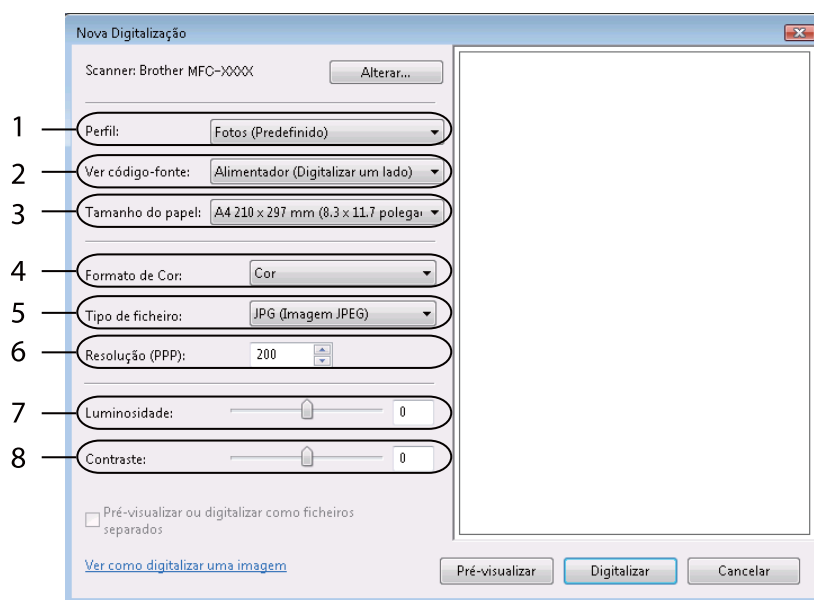 Nova Digitalização
Scanner: Brother MFC-XXXX
Alterar...
1
Perfil:
Fotos (Predefinido)
2
Ver código-fonte:
Alimentador (Digitalizar um lado)
3
Tamanho do papel:
A4 210 x 297 mm (8.3 x 11.7 polega
4
Formato de Cor:
Cor
5
Tipo de ficheiro:
JPG (Imagem JPEG)
6
Resolução (PPP):
200
7
Luminosidade:
0
8
Contraste:
0
Pré-visualizar ou digitalizar como ficheiros
separados
Ver como digitalizar uma imagem
Pré-visualizar
Digitalizar
Cancelar